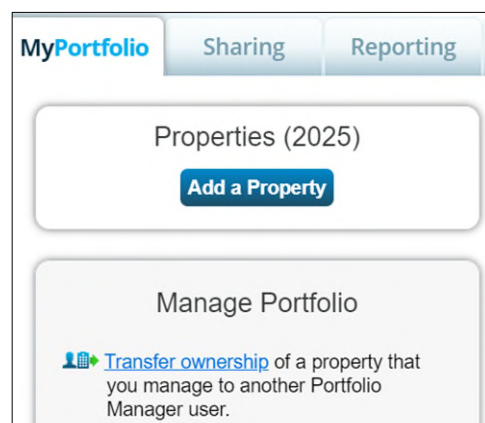 MyPortfolio Sharing Reporting
Properties (2025)
Add a Property
Manage Portfolio
Transfer ownership of a property that
you manage to another Portfolio
Manager user.